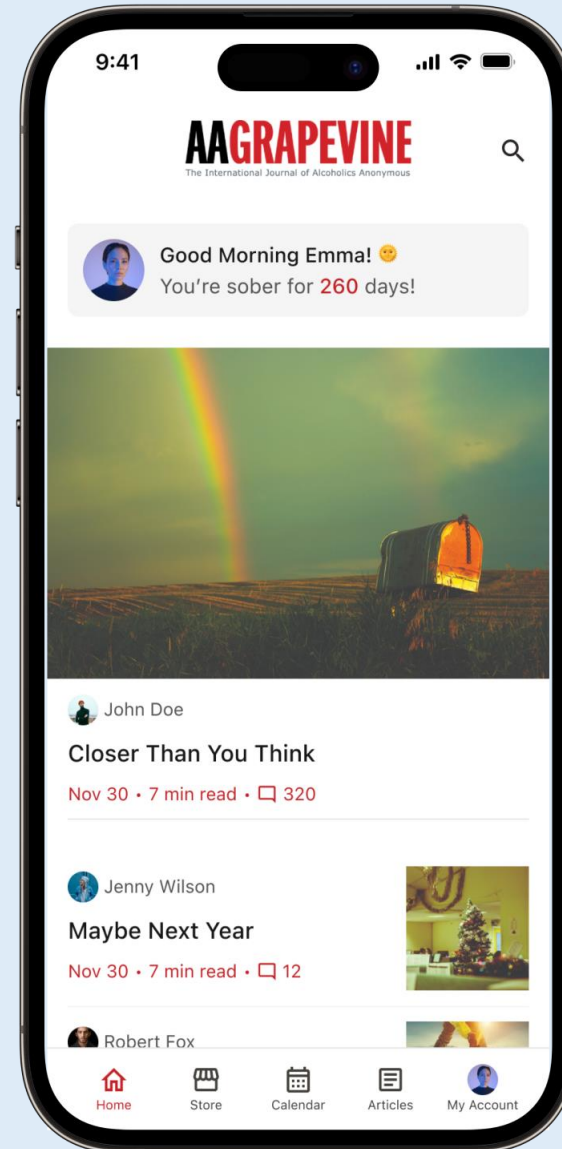 9:41
AAGRAPEVINE
The International Journal of Alcoholics Anonymous
Good Morning Emma!
You're sober for 260 days!
John Doe
Closer Than You Think
Nov 30 • 7 min read • 320
Jenny Wilson
Maybe Next Year
Nov 30 • 7 min read • 12
Robert Fox
Home
Store
Calendar
Articles
My Account